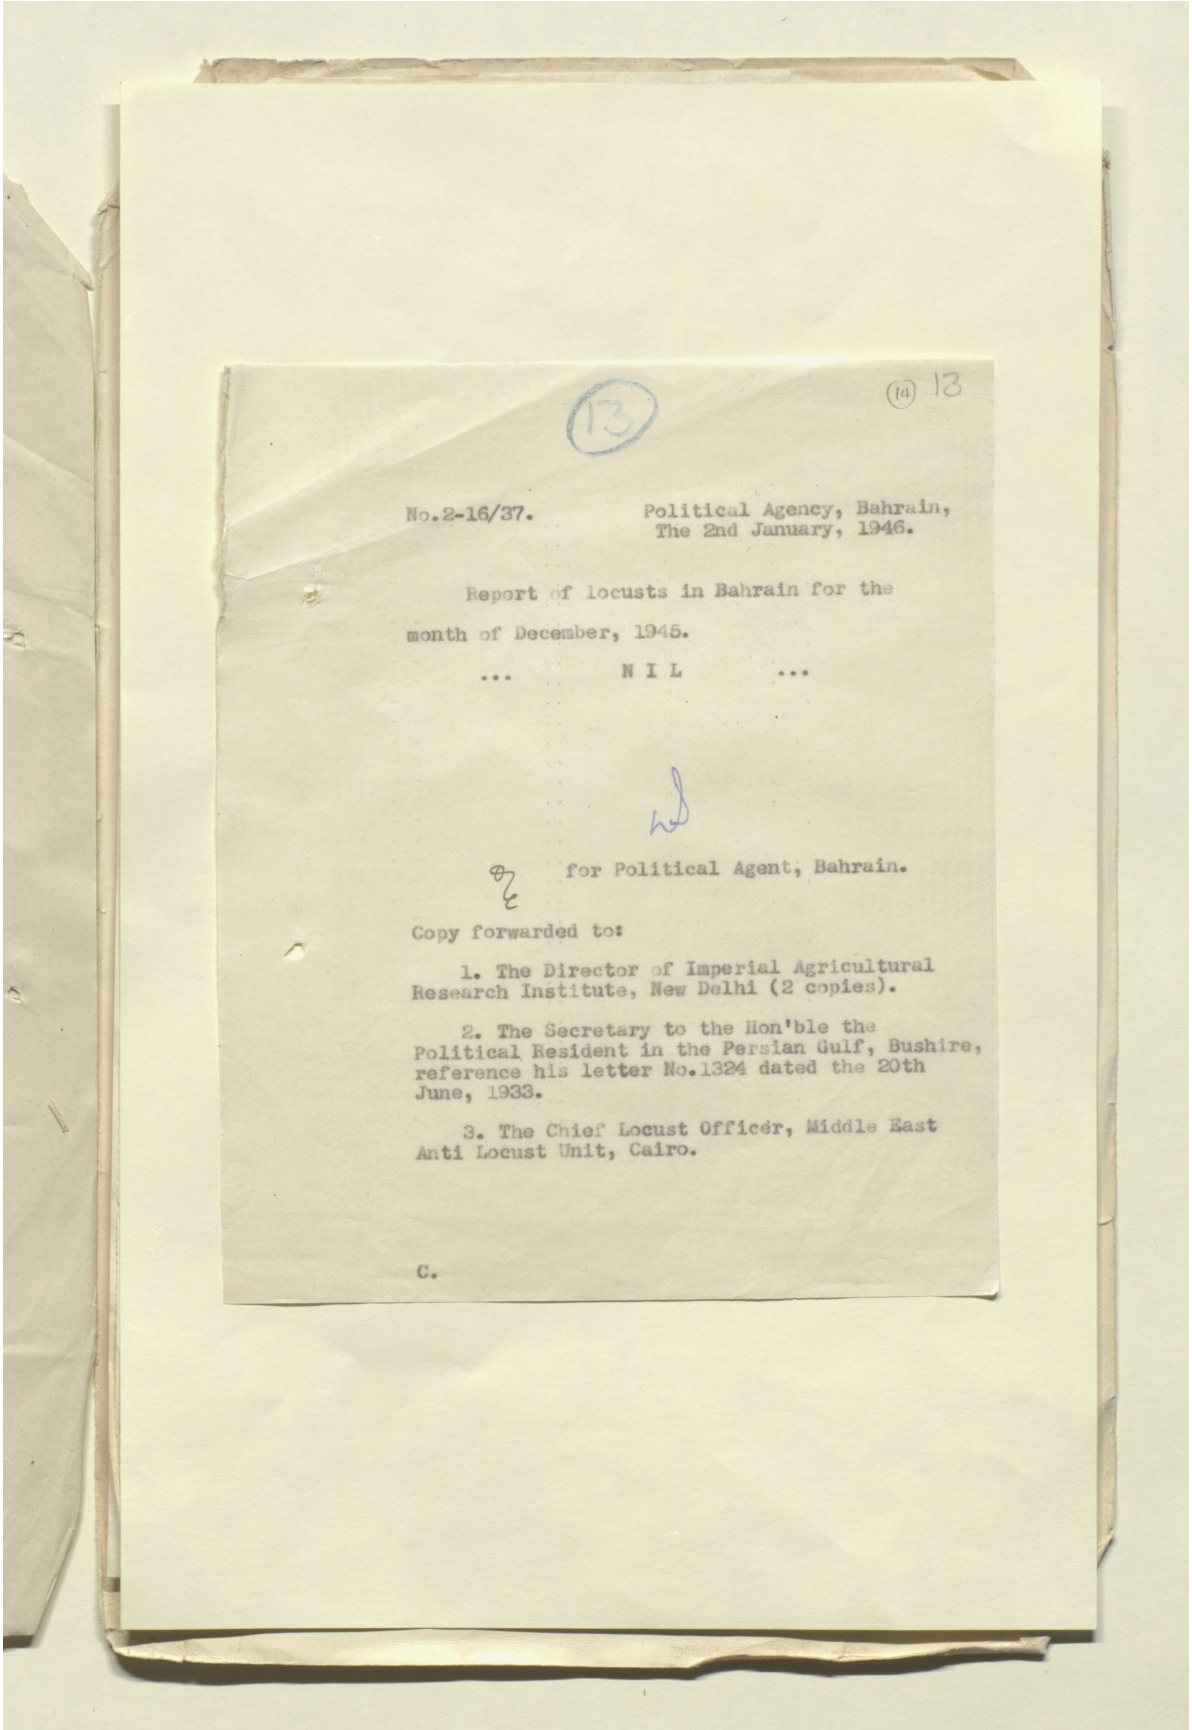 13
14 13
No.2-16/37. Political Agency, Bahrain,
The 2nd January, 1946.
Report of locusts in Bahrain for the
month of December, 1945.
... N I L ...
for Political Agent, Bahrain.
Copy forwarded to:
1. The Director of Imperial Agricultural
Research Institute, New Delhi (2 copies).
2. The Secretary to the Hon'ble the
Political Resident in the Persian Gulf, Bushire,
reference his letter No.1324 dated the 20th
June, 1933.
3. The Chief Locust Officer, Middle East
Anti Locust Unit, Cairo.
C.